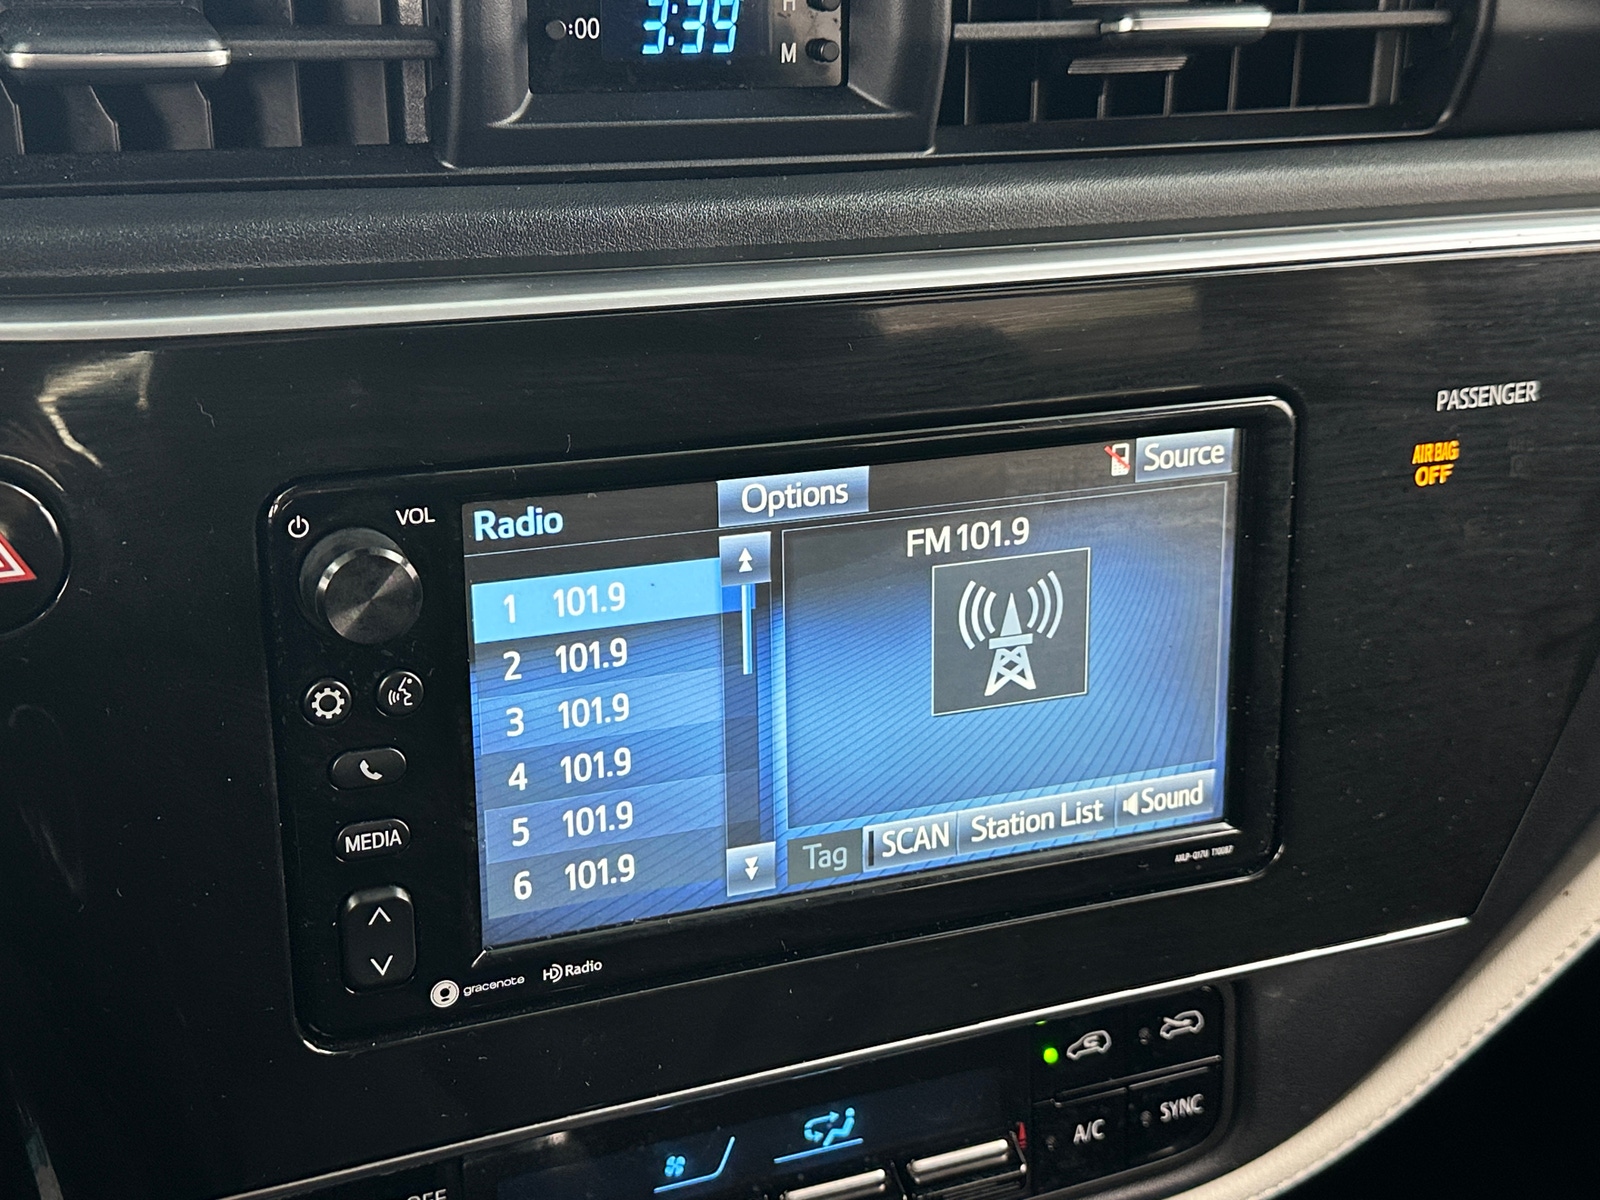 :00
3:39
H
M
PASSENGER
AIR BAG
OFF
VOL
Radio
Options
Source
FM 101.9
1 101.9
2 101.9
3 101.9
4 101.9
5 101.9
6 101.9
Tag
SCAN
Station List
Sound
MEDIA
gracenote
HD Radio
A/C
SYNC
OFF